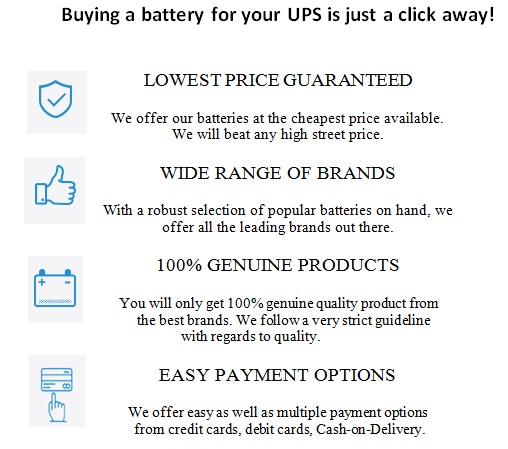 Buying a battery for your UPS is just a click away!
LOWEST PRICE GUARANTEED
We offer our batteries at the cheapest price available.
We will beat any high street price.
WIDE RANGE OF BRANDS
With a robust selection of popular batteries on hand, we
offer all the leading brands out there.
100% GENUINE PRODUCTS
You will only get 100% genuine quality product from
the best brands. We follow a very strict guideline
with regards to quality.
EASY PAYMENT OPTIONS
We offer easy as well as multiple payment options
from credit cards, debit cards, Cash-on-Delivery.